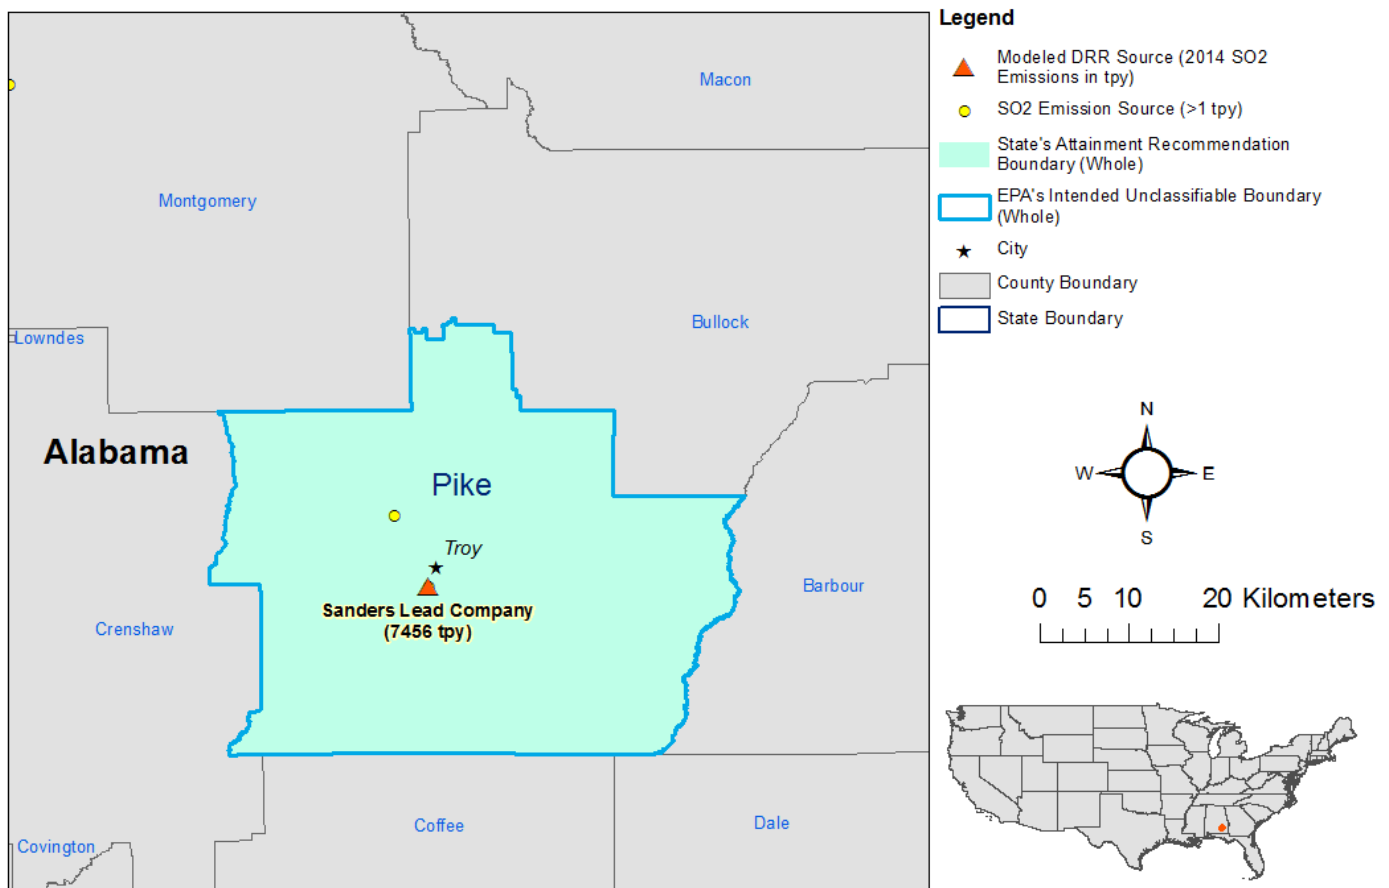 Macon
Montgomery
Lowndes
Bullock
Alabama
Pike
Troy
Sanders Lead Company
(7456 tpy)
Barbour
Crenshaw
Coffee
Dale
Covington
Legend
Modeled DRR Source (2014 SO2
Emissions in tpy)
SO2 Emission Source (>1 tpy)
State's Attainment Recommendation
Boundary (Whole)
EPA's Intended Unclassifiable Boundary
(Whole)
City
County Boundary
State Boundary
N
W E
S
0 5 10 20 Kilometers